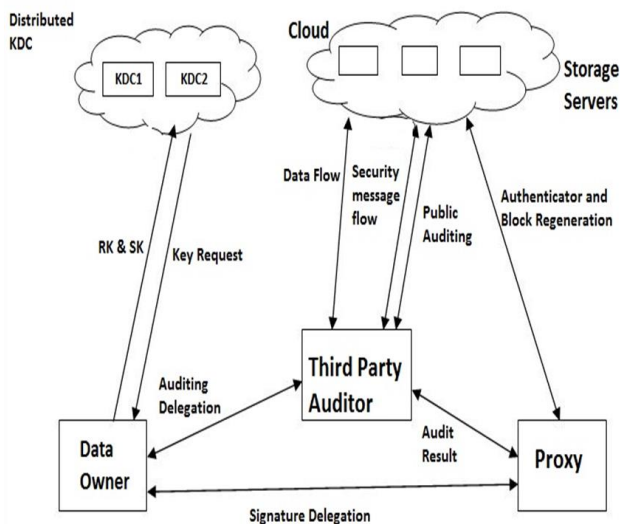 Distributed
KDC
KDC1
KDC2
Cloud
Storage
Servers
Data Flow
Security
message
flow
Public
Auditing
Authenticator and
Block Regeneration
RK & SK
Key Request
Auditing
Delegation
Third Party
Auditor
Audit
Result
Data
Owner
Proxy
Signature Delegation